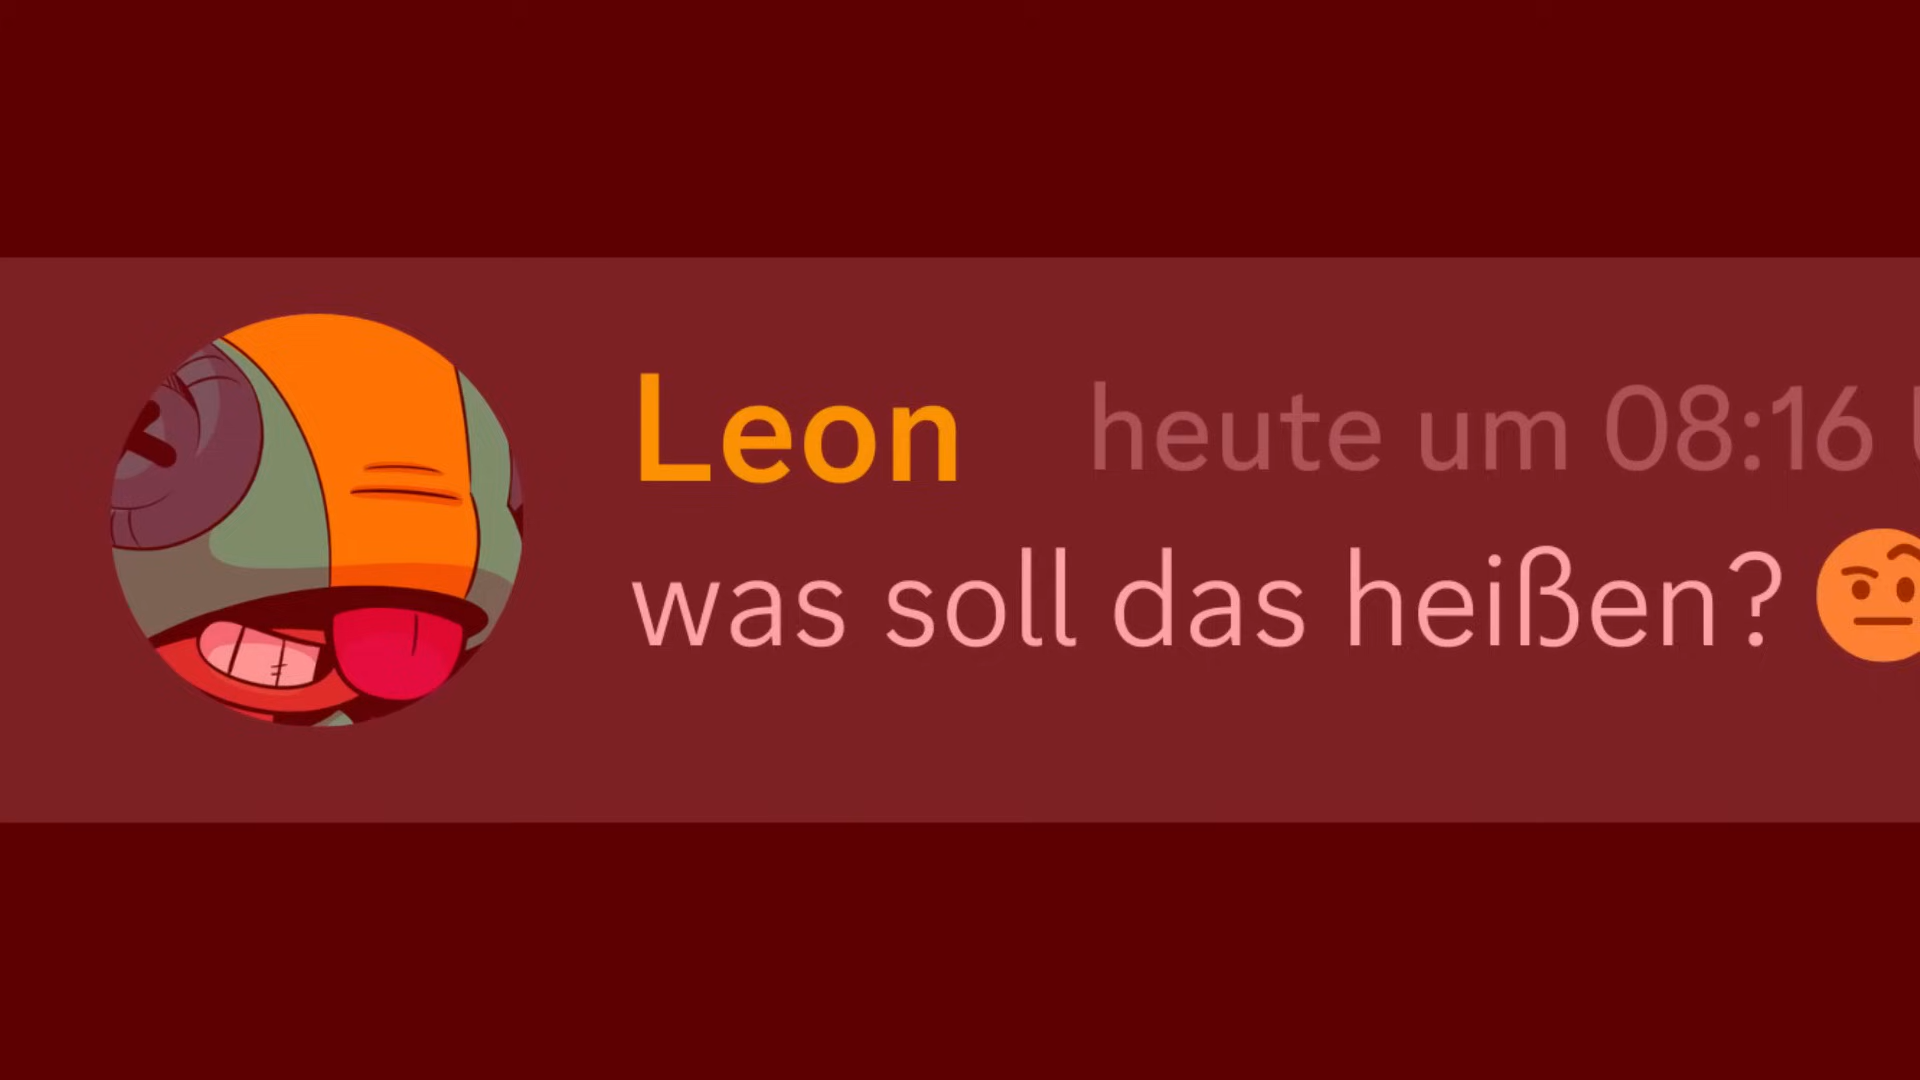 Leon heute um 08:16
was soll das heißen? 🤨